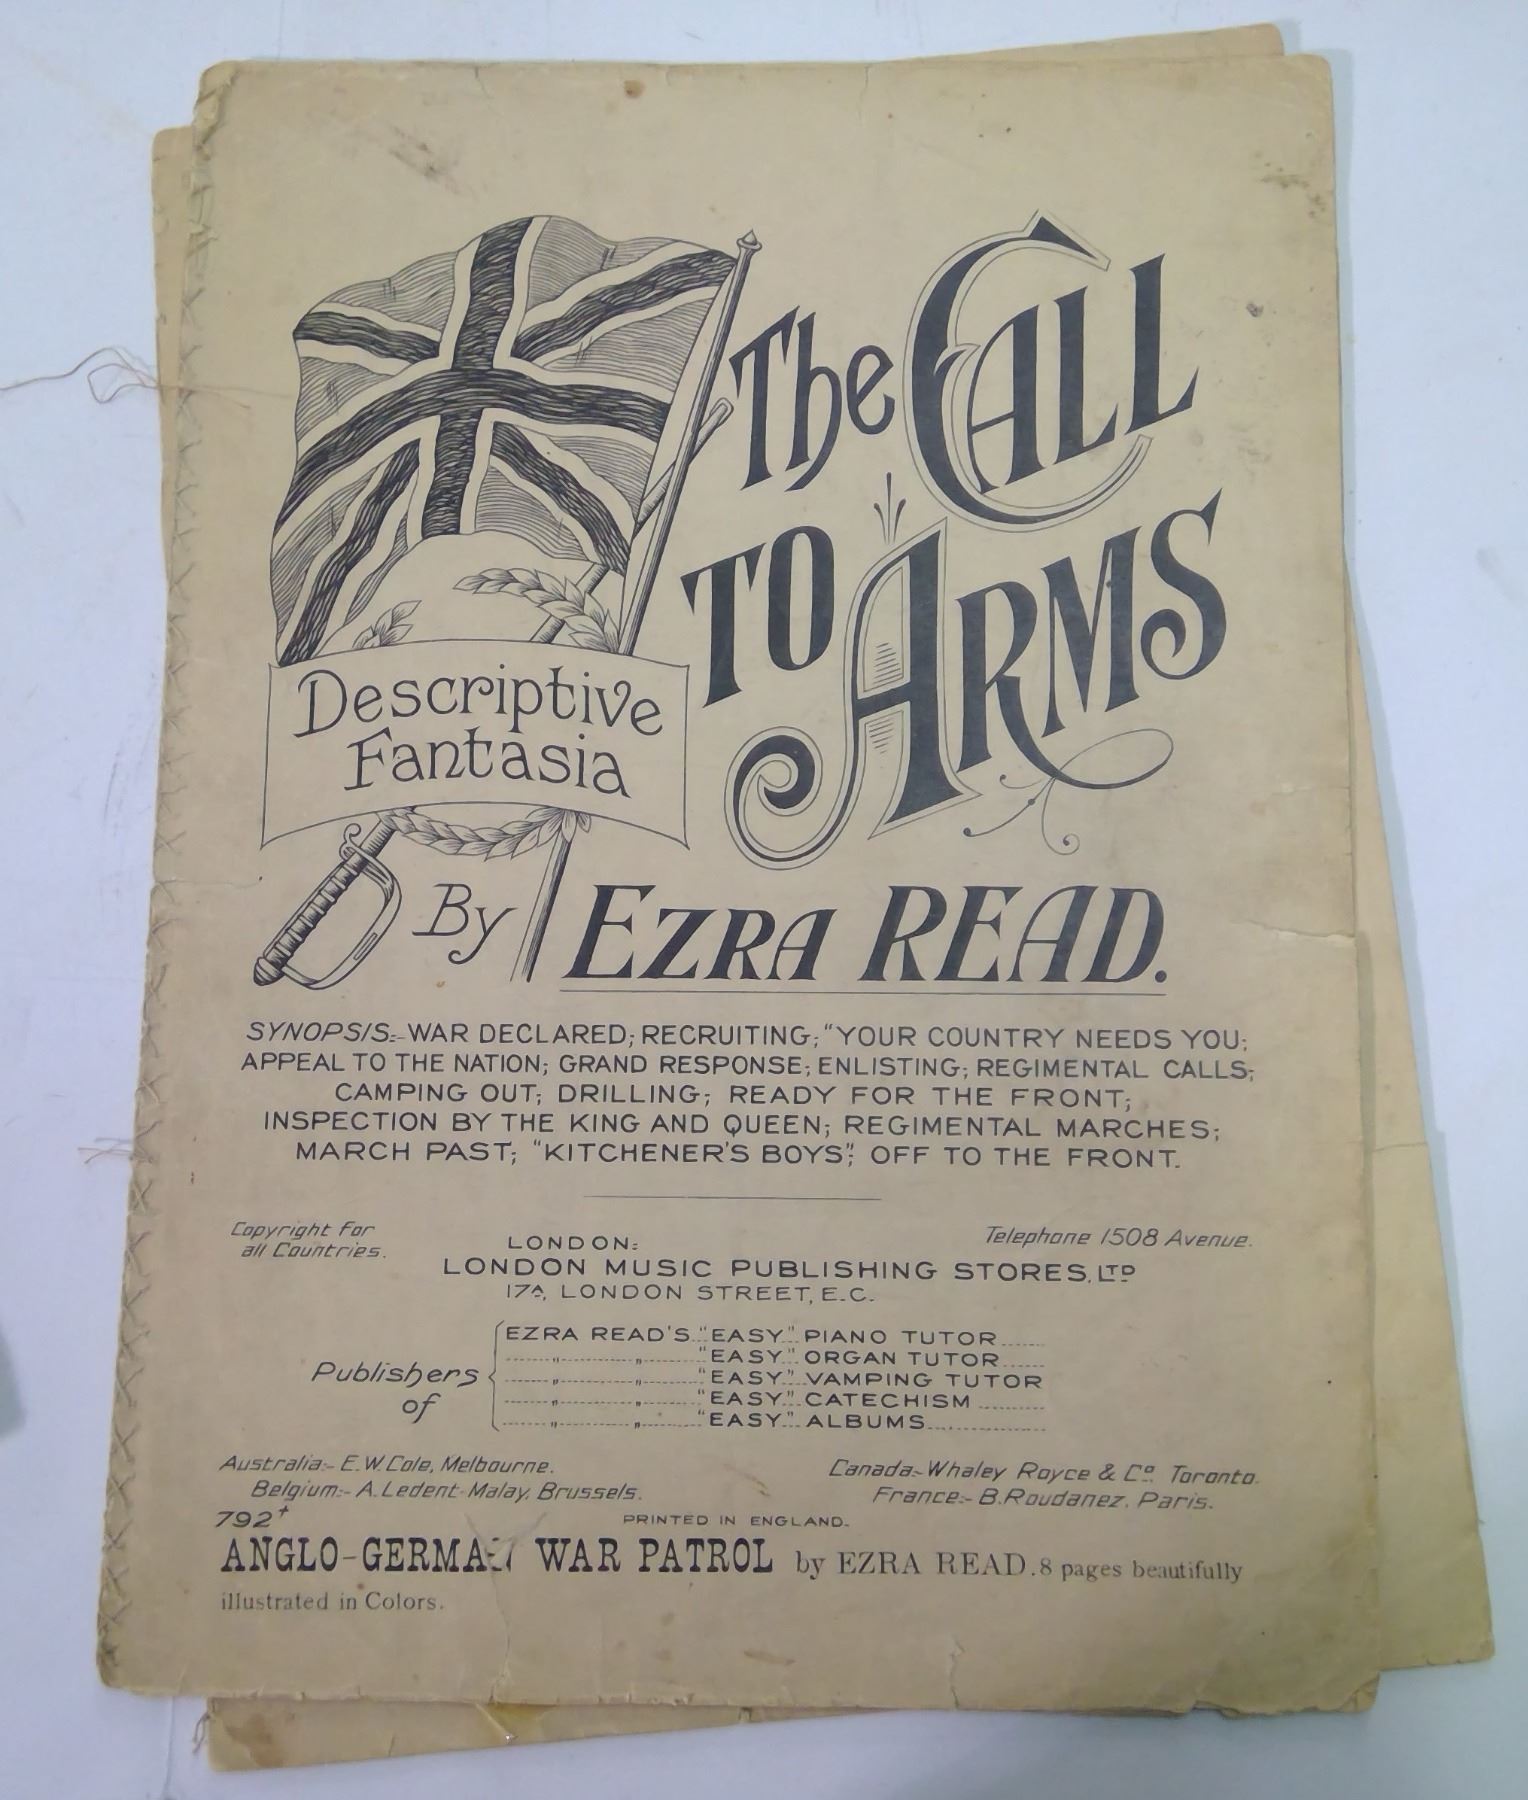 The Call
to Arms
Descriptive
Fantasia
By Ezra Read.
SYNOPSIS:- WAR DECLARED; RECRUITING; "YOUR COUNTRY NEEDS YOU;
APPEAL TO THE NATION; GRAND RESPONSE; ENLISTING; REGIMENTAL CALLS;
CAMPING OUT; DRILLING; READY FOR THE FRONT;
INSPECTION BY THE KING AND QUEEN; REGIMENTAL MARCHES;
MARCH PAST; "KITCHENER'S BOYS"; OFF TO THE FRONT.
Copyright for
all Countries.
Telephone 1508 Avenue.
LONDON:
LONDON MUSIC PUBLISHING STORES, LTD
17A, LONDON STREET, E.C.
Publishers
of
EZRA READ'S "EASY" PIANO TUTOR
" " "EASY" ORGAN TUTOR
" " "EASY" VAMPING TUTOR
" " "EASY" CATECHISM
" " "EASY" ALBUMS
Australia:- E.W. Cole, Melbourne.
Belgium:- A. Ledent-Malay, Brussels.
Canada:- Whaley Royce & Co. Toronto.
France:- B. Roudanez, Paris.
792+
PRINTED IN ENGLAND.
ANGLO-GERMAN WAR PATROL by EZRA READ. 8 pages beautifully
illustrated in Colors.